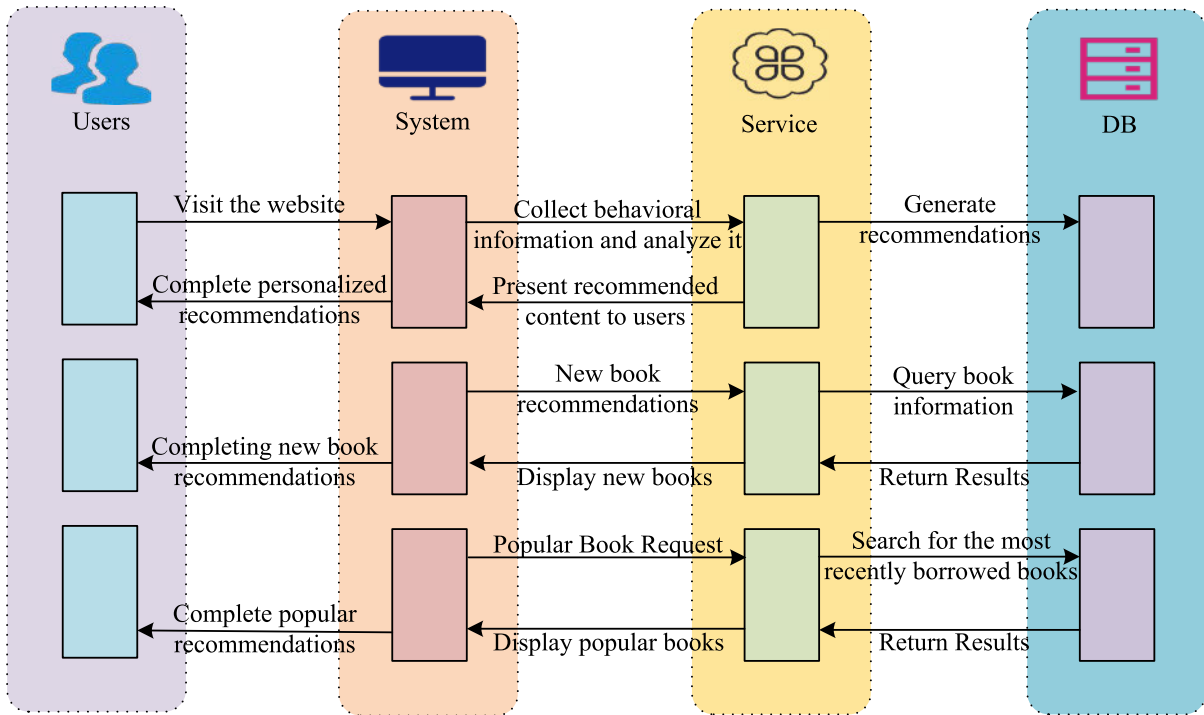 Users
System
Service
DB
Visit the website
Collect behavioral
information and analyze it
Generate
recommendations
Complete personalized
recommendations
Present recommended
content to users
New book
recommendations
Query book
information
Completing new book
recommendations
Display new books
Return Results
Popular Book Request
Search for the most
recently borrowed books
Complete popular
recommendations
Display popular books
Return Results